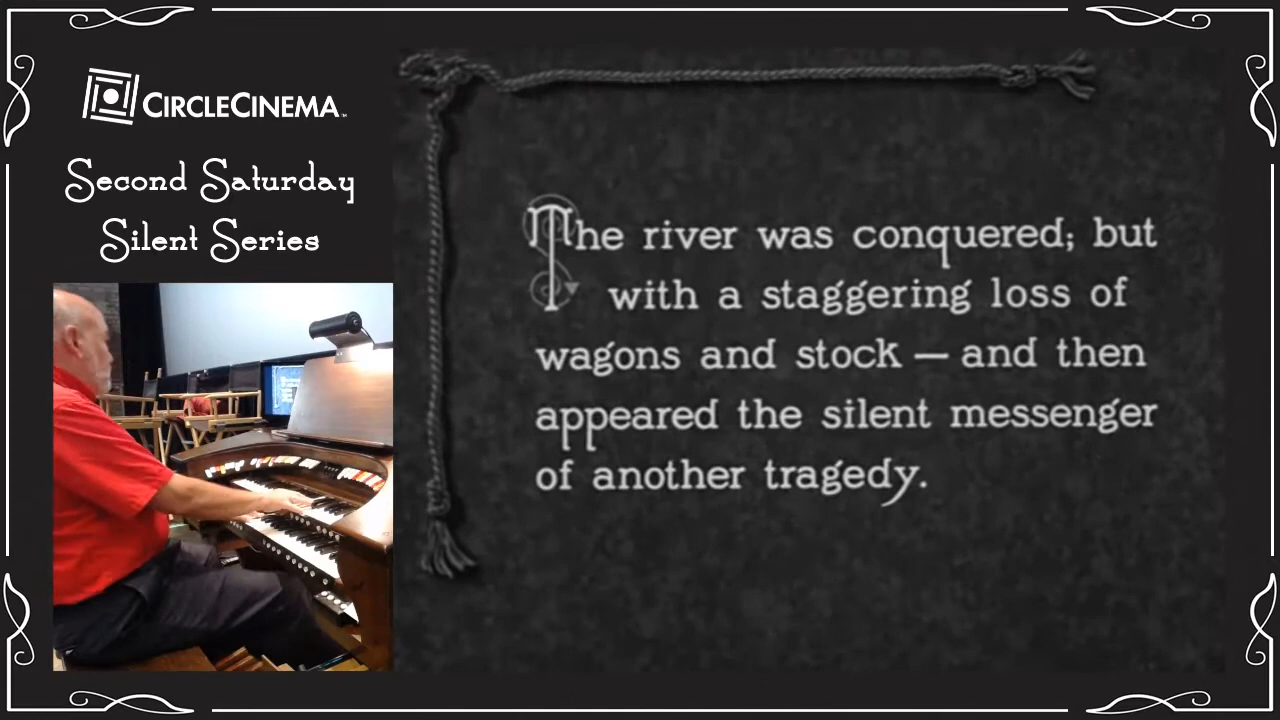 CIRCLECINEMA
Second Saturday
Silent Series
The river was conquered; but
with a staggering loss of
wagons and stock — and then
appeared the silent messenger
of another tragedy.